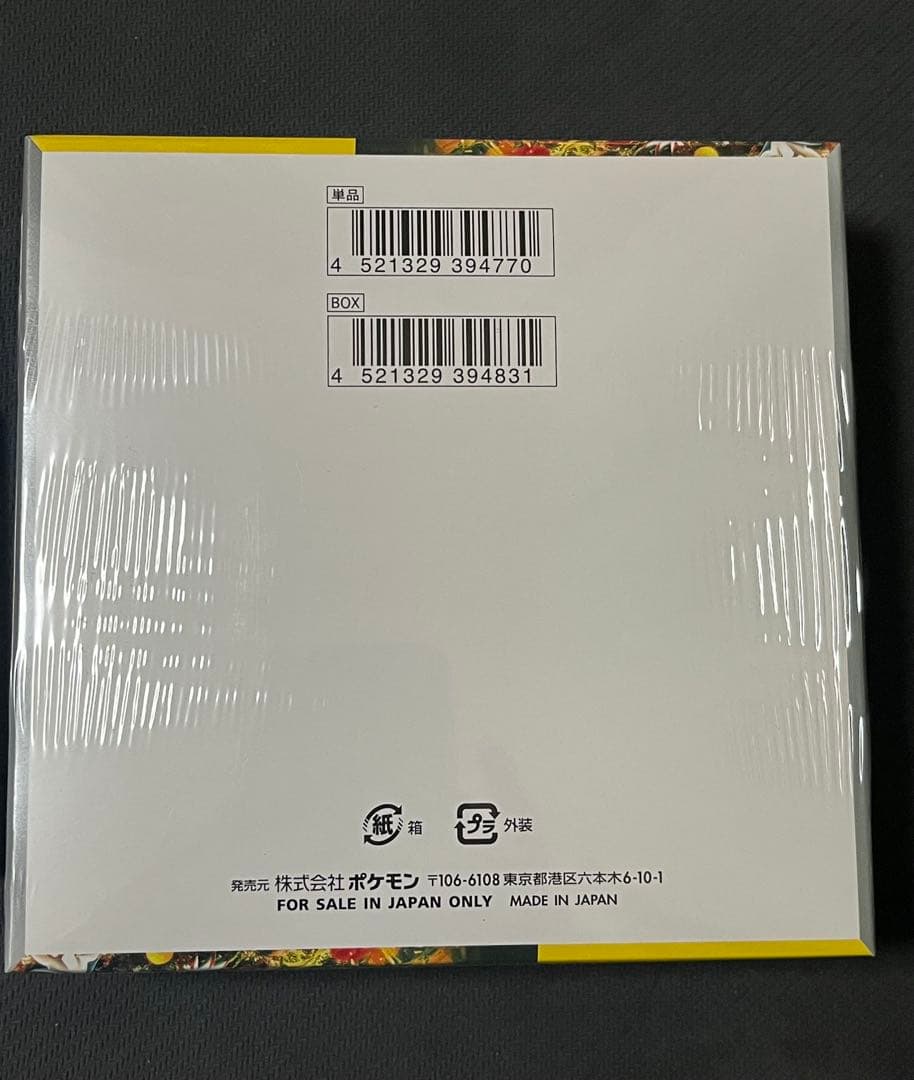 単品
4 521329 394770
BOX
4 521329 394831
紙 箱 プラ 外装
発売元 株式会社 ポケモン 〒106-6108 東京都港区六本木6-10-1
FOR SALE IN JAPAN ONLY MADE IN JAPAN